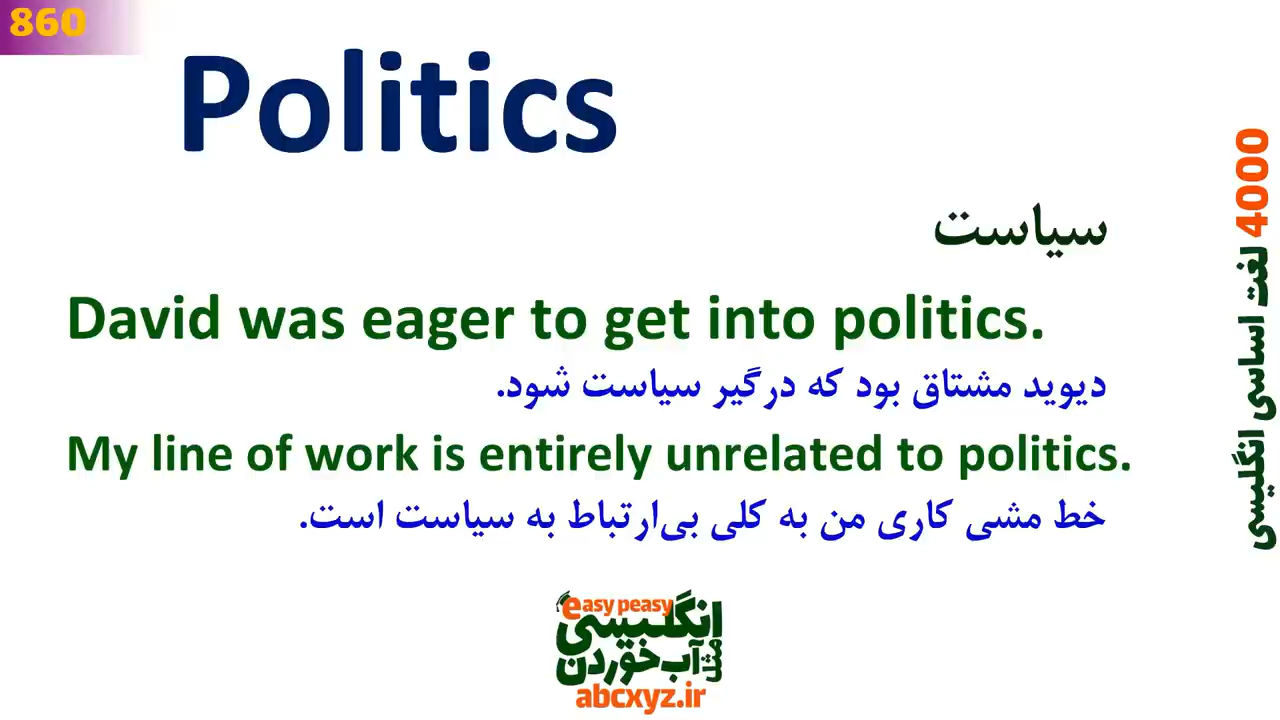 860
Politics
سیاست
David was eager to get into politics.
دیوید مشتاق بود که درگیر سیاست شود.
My line of work is entirely unrelated to politics.
خط مشی کاری من به کلی بی‌ارتباط به سیاست است.
4000 لغت اساسی انگلیسی
easy peasy
انگلیسی
مثل آب خوردن
abcxyz.ir